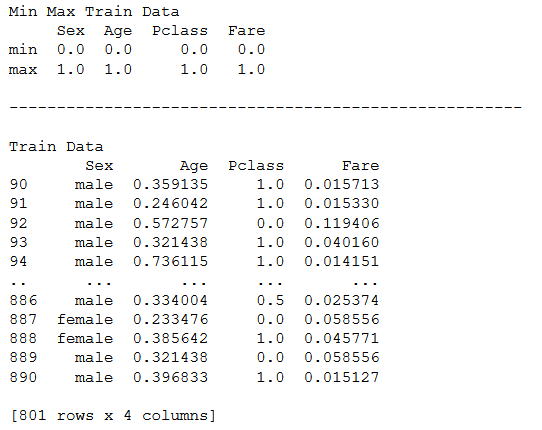 Min Max Train Data
Sex Age Pclass Fare
min 0.0 0.0 0.0 0.0
max 1.0 1.0 1.0 1.0
------------------------------------------------------
Train Data
Sex Age Pclass Fare
90 male 0.359135 1.0 0.015713
91 male 0.246042 1.0 0.015330
92 male 0.572757 0.0 0.119406
93 male 0.321438 1.0 0.040160
94 male 0.736115 1.0 0.014151
.. ... ... ... ...
886 male 0.334004 0.5 0.025374
887 female 0.233476 0.0 0.058556
888 female 0.385642 1.0 0.045771
889 male 0.321438 0.0 0.058556
890 male 0.396833 1.0 0.015127
[801 rows x 4 columns]